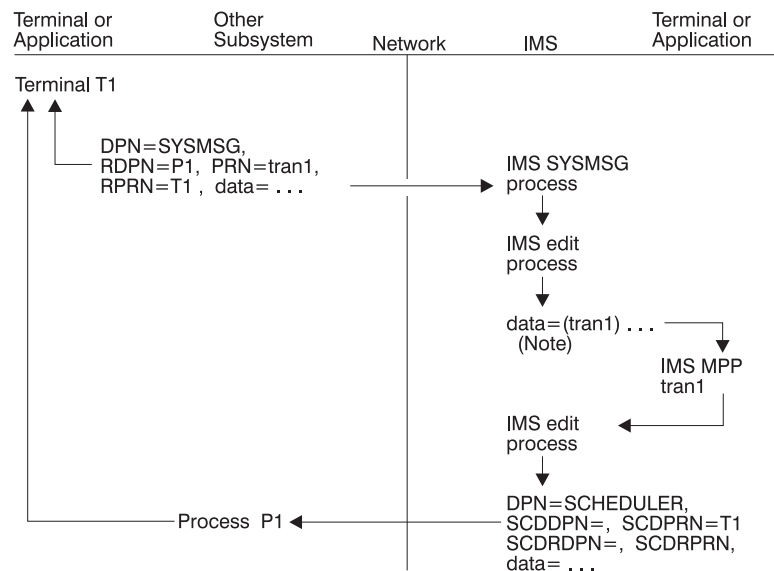 Terminal or
Application
Other
Subsystem
Network
IMS
Terminal or
Application
Terminal T1
DPN=SYSMSG,
RDPN=P1, PRN=tran1,
RPRN=T1 , data= . . .
IMS SYSMSG
process
IMS edit
process
data=(tran1) . . .
(Note)
IMS MPP
tran1
IMS edit
process
DPN=SCHEDULER,
SCDDPN=, SCDPRN=T1
SCDRDPN=, SCDRPRN,
data= . . .
Process P1